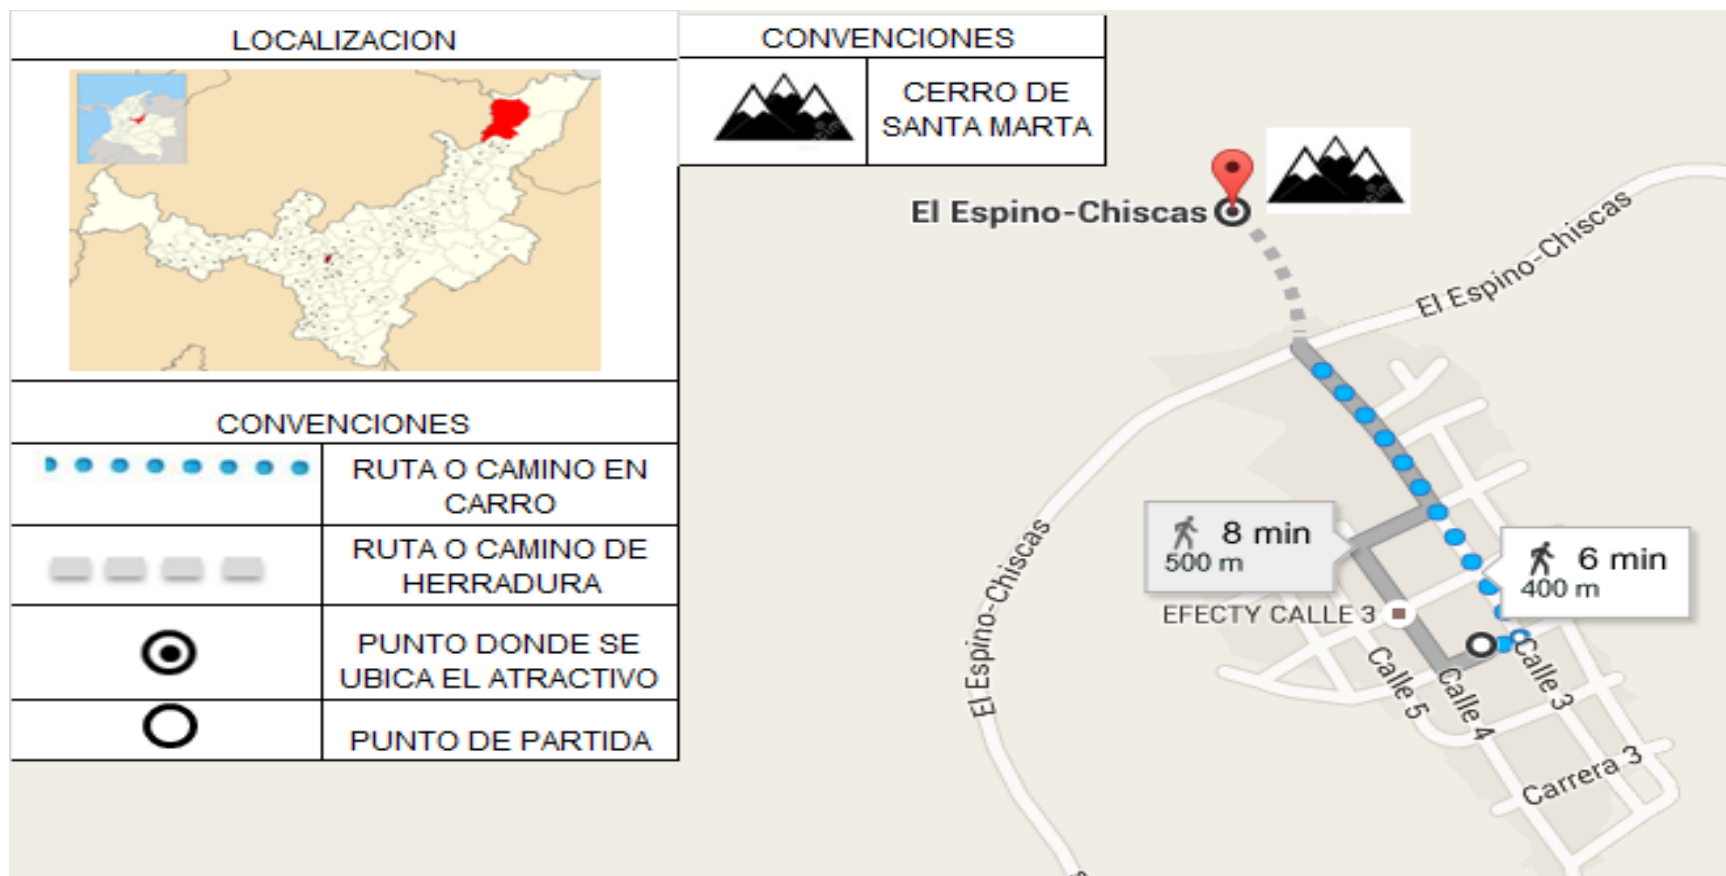 LOCALIZACION
CONVENCIONES
RUTA O CAMINO EN
CARRO
RUTA O CAMINO DE
HERRADURA
PUNTO DONDE SE
UBICA EL ATRACTIVO
PUNTO DE PARTIDA
CONVENCIONES
CERRO DE
SANTA MARTA
El Espino-Chiscas
El Espino-Chiscas
El Espino-Chiscas
8 min
500 m
6 min
400 m
EFECTY CALLE 3
Calle 5
Calle 4
Calle 3
Carrera 3